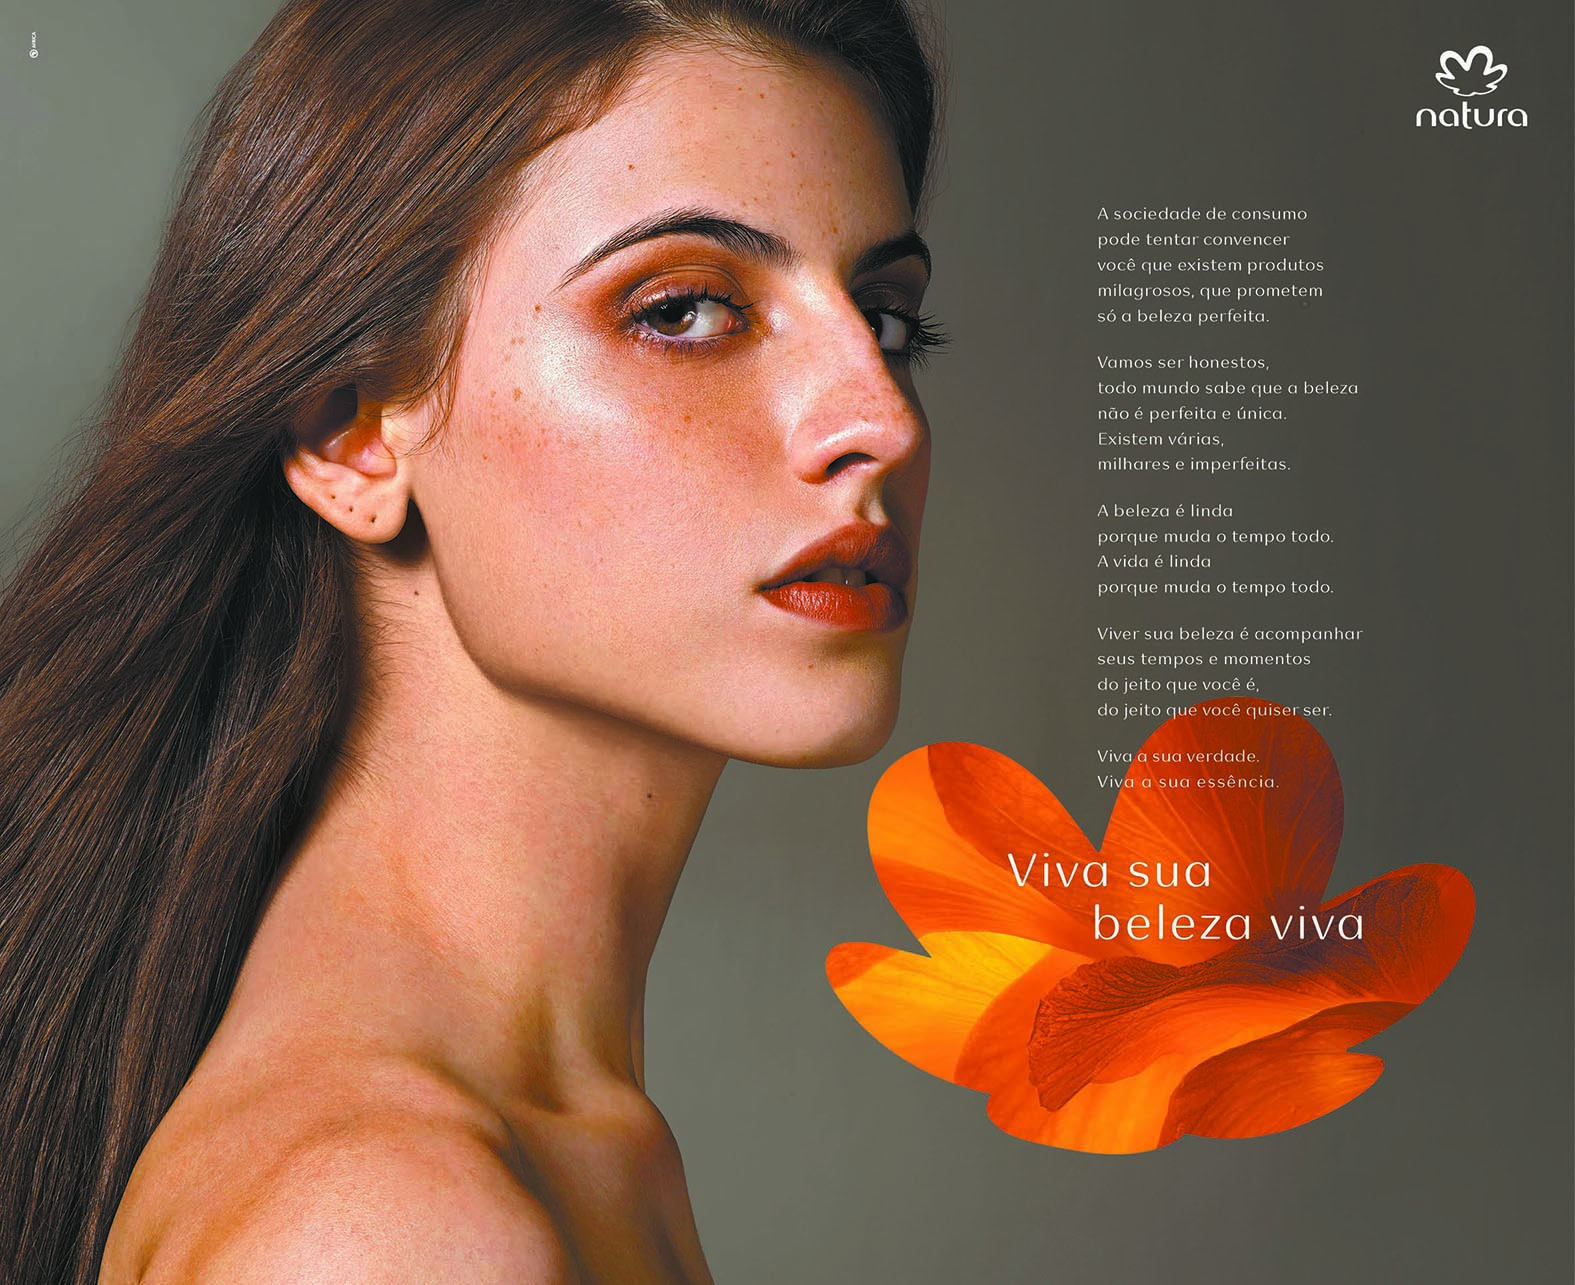 AFRICA
natura
A sociedade de consumo
pode tentar convencer
você que existem produtos
milagrosos, que prometem
só a beleza perfeita.
Vamos ser honestos,
todo mundo sabe que a beleza
não é perfeita e única.
Existem várias,
milhares e imperfeitas.
A beleza é linda
porque muda o tempo todo.
A vida é linda
porque muda o tempo todo.
Viver sua beleza é acompanhar
seus tempos e momentos
do jeito que você é,
do jeito que você quiser ser.
Viva a sua verdade.
Viva a sua essência.
Viva sua
beleza viva